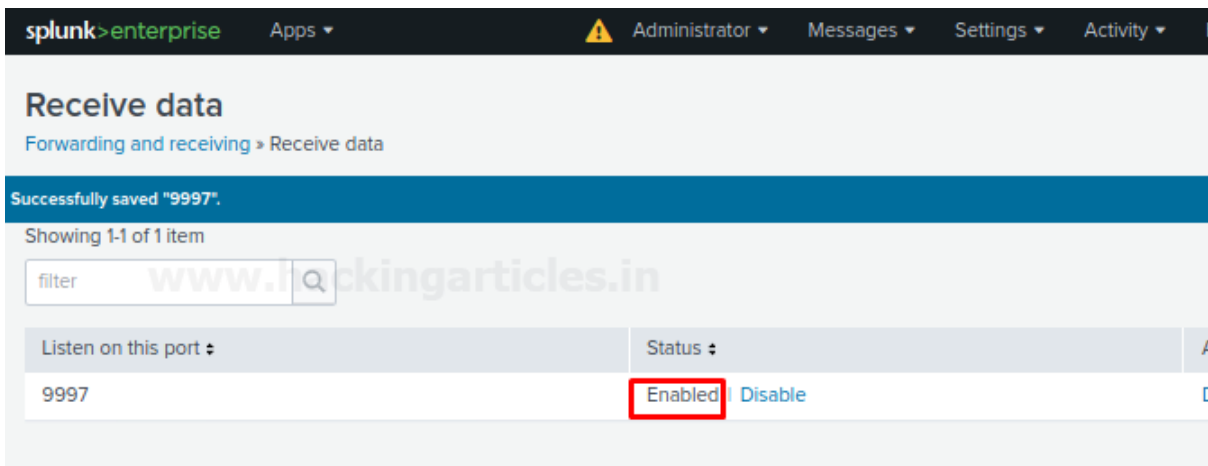 splunk>enterprise Apps Administrator Messages Settings Activity
Receive data
Forwarding and receiving » Receive data
Successfully saved "9997".
Showing 1-1 of 1 item
filter
www.hackingarticles.in
Listen on this port Status
9997 Enabled | Disable